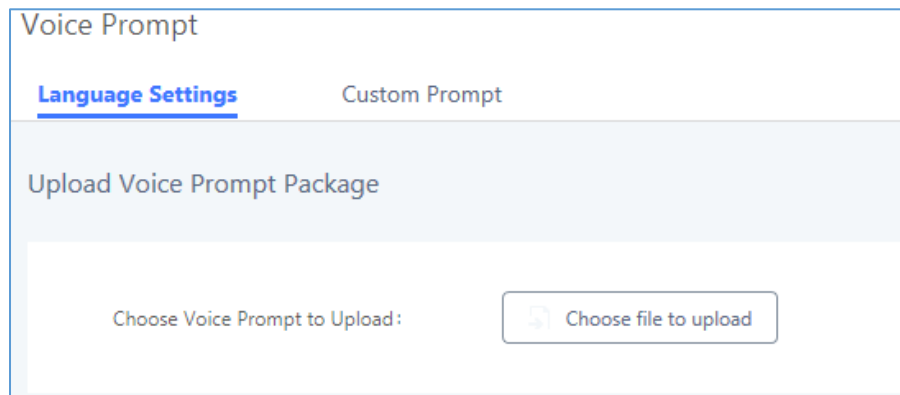 Voice Prompt
Language Settings Custom Prompt
Upload Voice Prompt Package
Choose Voice Prompt to Upload: Choose file to upload